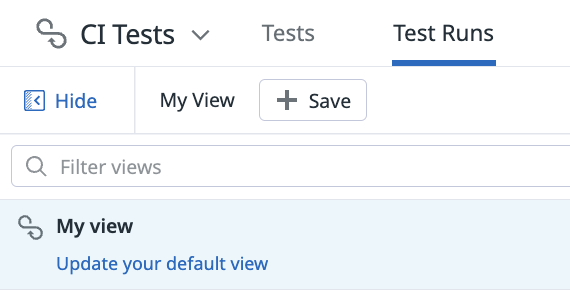 CI Tests Tests Test Runs
Hide My View Save
Filter views
My view
Update your default view